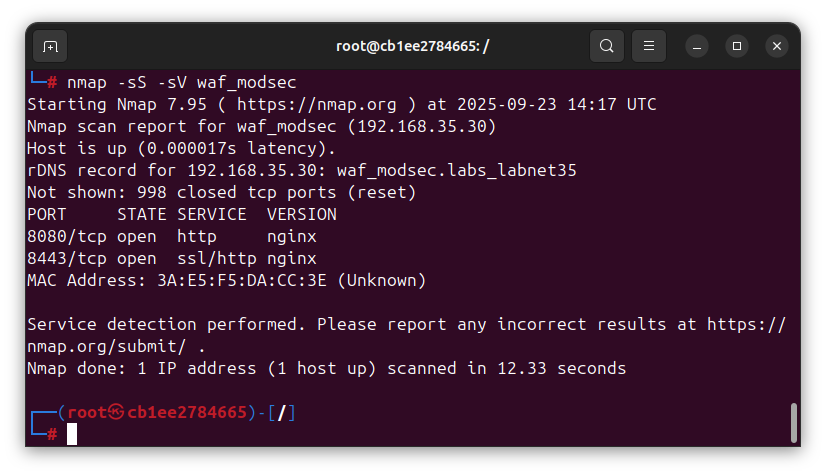 root@cb1ee2784665: /
└─# nmap -sS -sV waf_modsec
Starting Nmap 7.95 ( https://nmap.org ) at 2025-09-23 14:17 UTC
Nmap scan report for waf_modsec (192.168.35.30)
Host is up (0.000017s latency).
rDNS record for 192.168.35.30: waf_modsec.labs_labnet35
Not shown: 998 closed tcp ports (reset)
PORT     STATE SERVICE  VERSION
8080/tcp open  http     nginx
8443/tcp open  ssl/http nginx
MAC Address: 3A:E5:F5:DA:CC:3E (Unknown)
Service detection performed. Please report any incorrect results at https://
nmap.org/submit/ .
Nmap done: 1 IP address (1 host up) scanned in 12.33 seconds
┌──(root㉿cb1ee2784665)-[/]
└─#